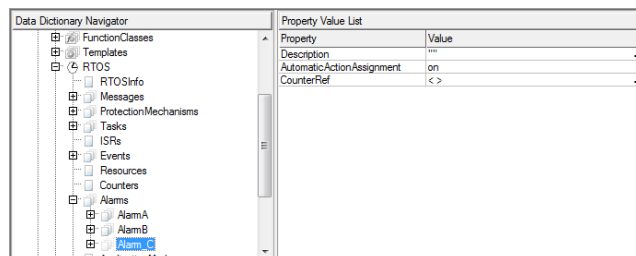 Data Dictionary Navigator
FunctionClasses
Templates
RTOS
RTOSInfo
Messages
ProtectionMechanisms
Tasks
ISRs
Events
Resources
Counters
Alarms
AlarmA
AlarmB
Alarm_C
Property Value List
Property Value
Description ""
AutomaticActionAssignment on
CounterRef < >